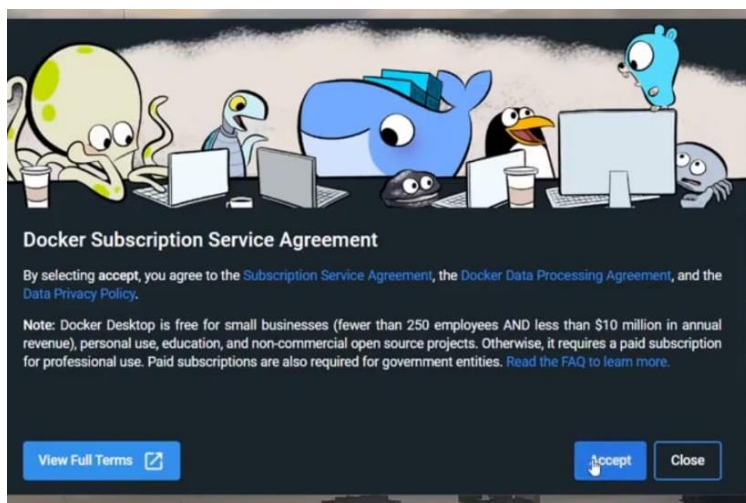 Docker Subscription Service Agreement
By selecting accept, you agree to the Subscription Service Agreement, the Docker Data Processing Agreement, and the
Data Privacy Policy.
Note: Docker Desktop is free for small businesses (fewer than 250 employees AND less than $10 million in annual
revenue), personal use, education, and non-commercial open source projects. Otherwise, it requires a paid subscription
for professional use. Paid subscriptions are also required for government entities. Read the FAQ to learn more.
View Full Terms
Accept
Close